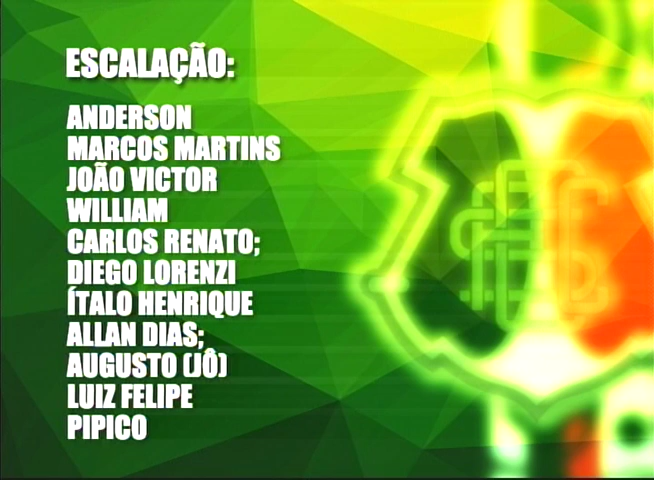 ESCALAÇÃO:
ANDERSON
MARCOS MARTINS
JOÃO VICTOR
WILLIAM
CARLOS RENATO;
DIEGO LORENZI
ÍTALO HENRIQUE
ALLAN DIAS;
AUGUSTO (JÔ)
LUIZ FELIPE
PIPICO